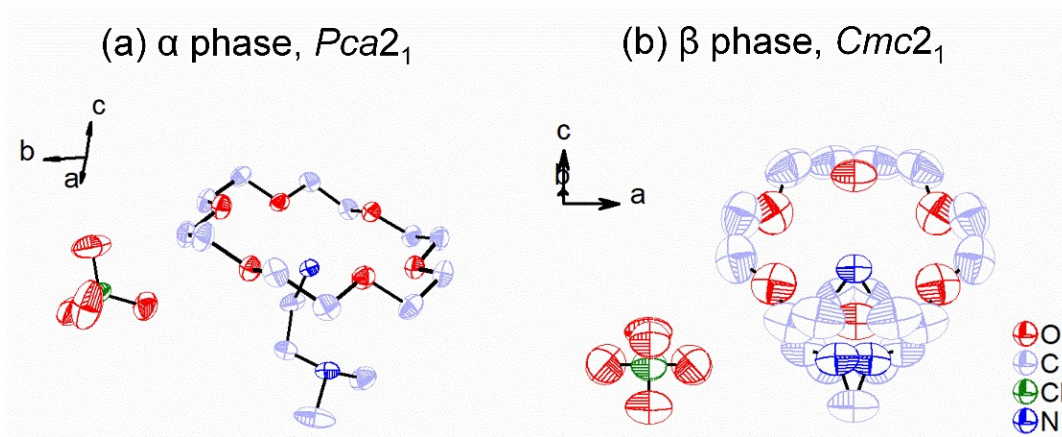 (a) α phase, Pca2₁
(b) β phase, Cmc2₁
c
b
a
c
b
a
O
C
Cl
N